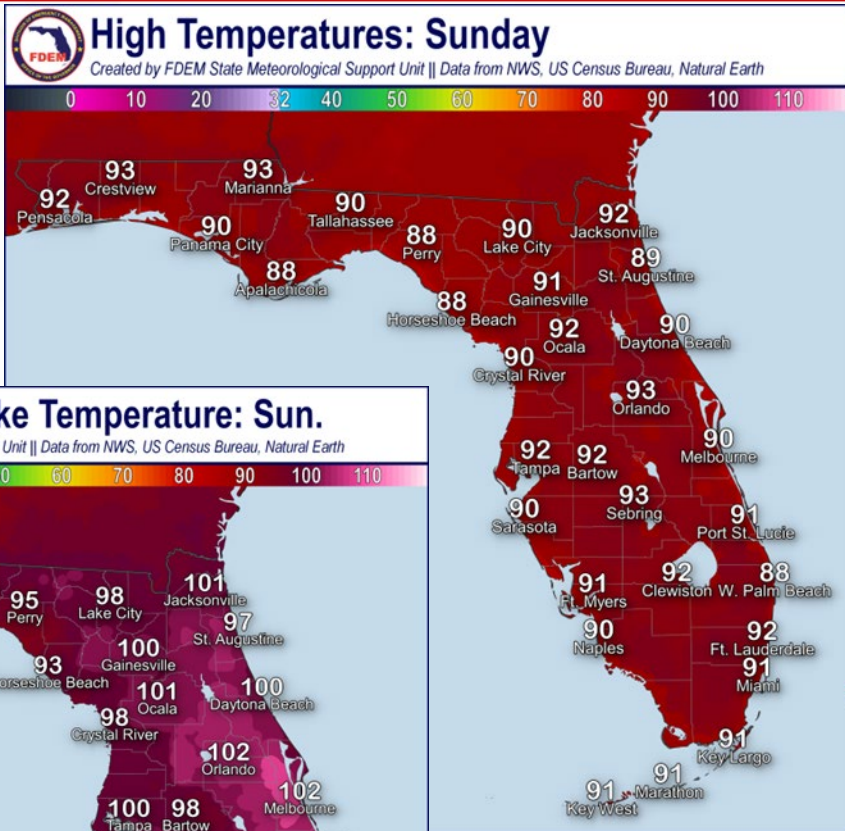 FDEM
High Temperatures: Sunday
Created by FDEM State Meteorological Support Unit || Data from NWS, US Census Bureau, Natural Earth
0 10 20 32 40 50 60 70 80 90 100 110
93
Crestview
93
Marianna
92
Pensacola
90
Tallahassee
90
Panama City
88
Perry
90
Lake City
92
Jacksonville
88
Apalachicola
89
St. Augustine
91
Gainesville
88
Horseshoe Beach
92
Ocala
90
Daytona Beach
90
Crystal River
93
Orlando
90
Melbourne
92
Tampa
92
Bartow
93
Sebring
90
Sarasota
91
Port St. Lucie
91
Ft. Myers
92
Clewiston
88
W. Palm Beach
90
Naples
92
Ft. Lauderdale
91
Miami
91
Key Largo
91
Marathon
91
Key West
ke Temperature: Sun.
Unit || Data from NWS, US Census Bureau, Natural Earth
0 60 70 80 90 100 110
95
Perry
98
Lake City
101
Jacksonville
97
St. Augustine
100
Gainesville
93
orseshoe Beach
101
Ocala
100
Daytona Beach
98
Crystal River
102
Orlando
102
Melbourne
100
Tampa
98
Bartow